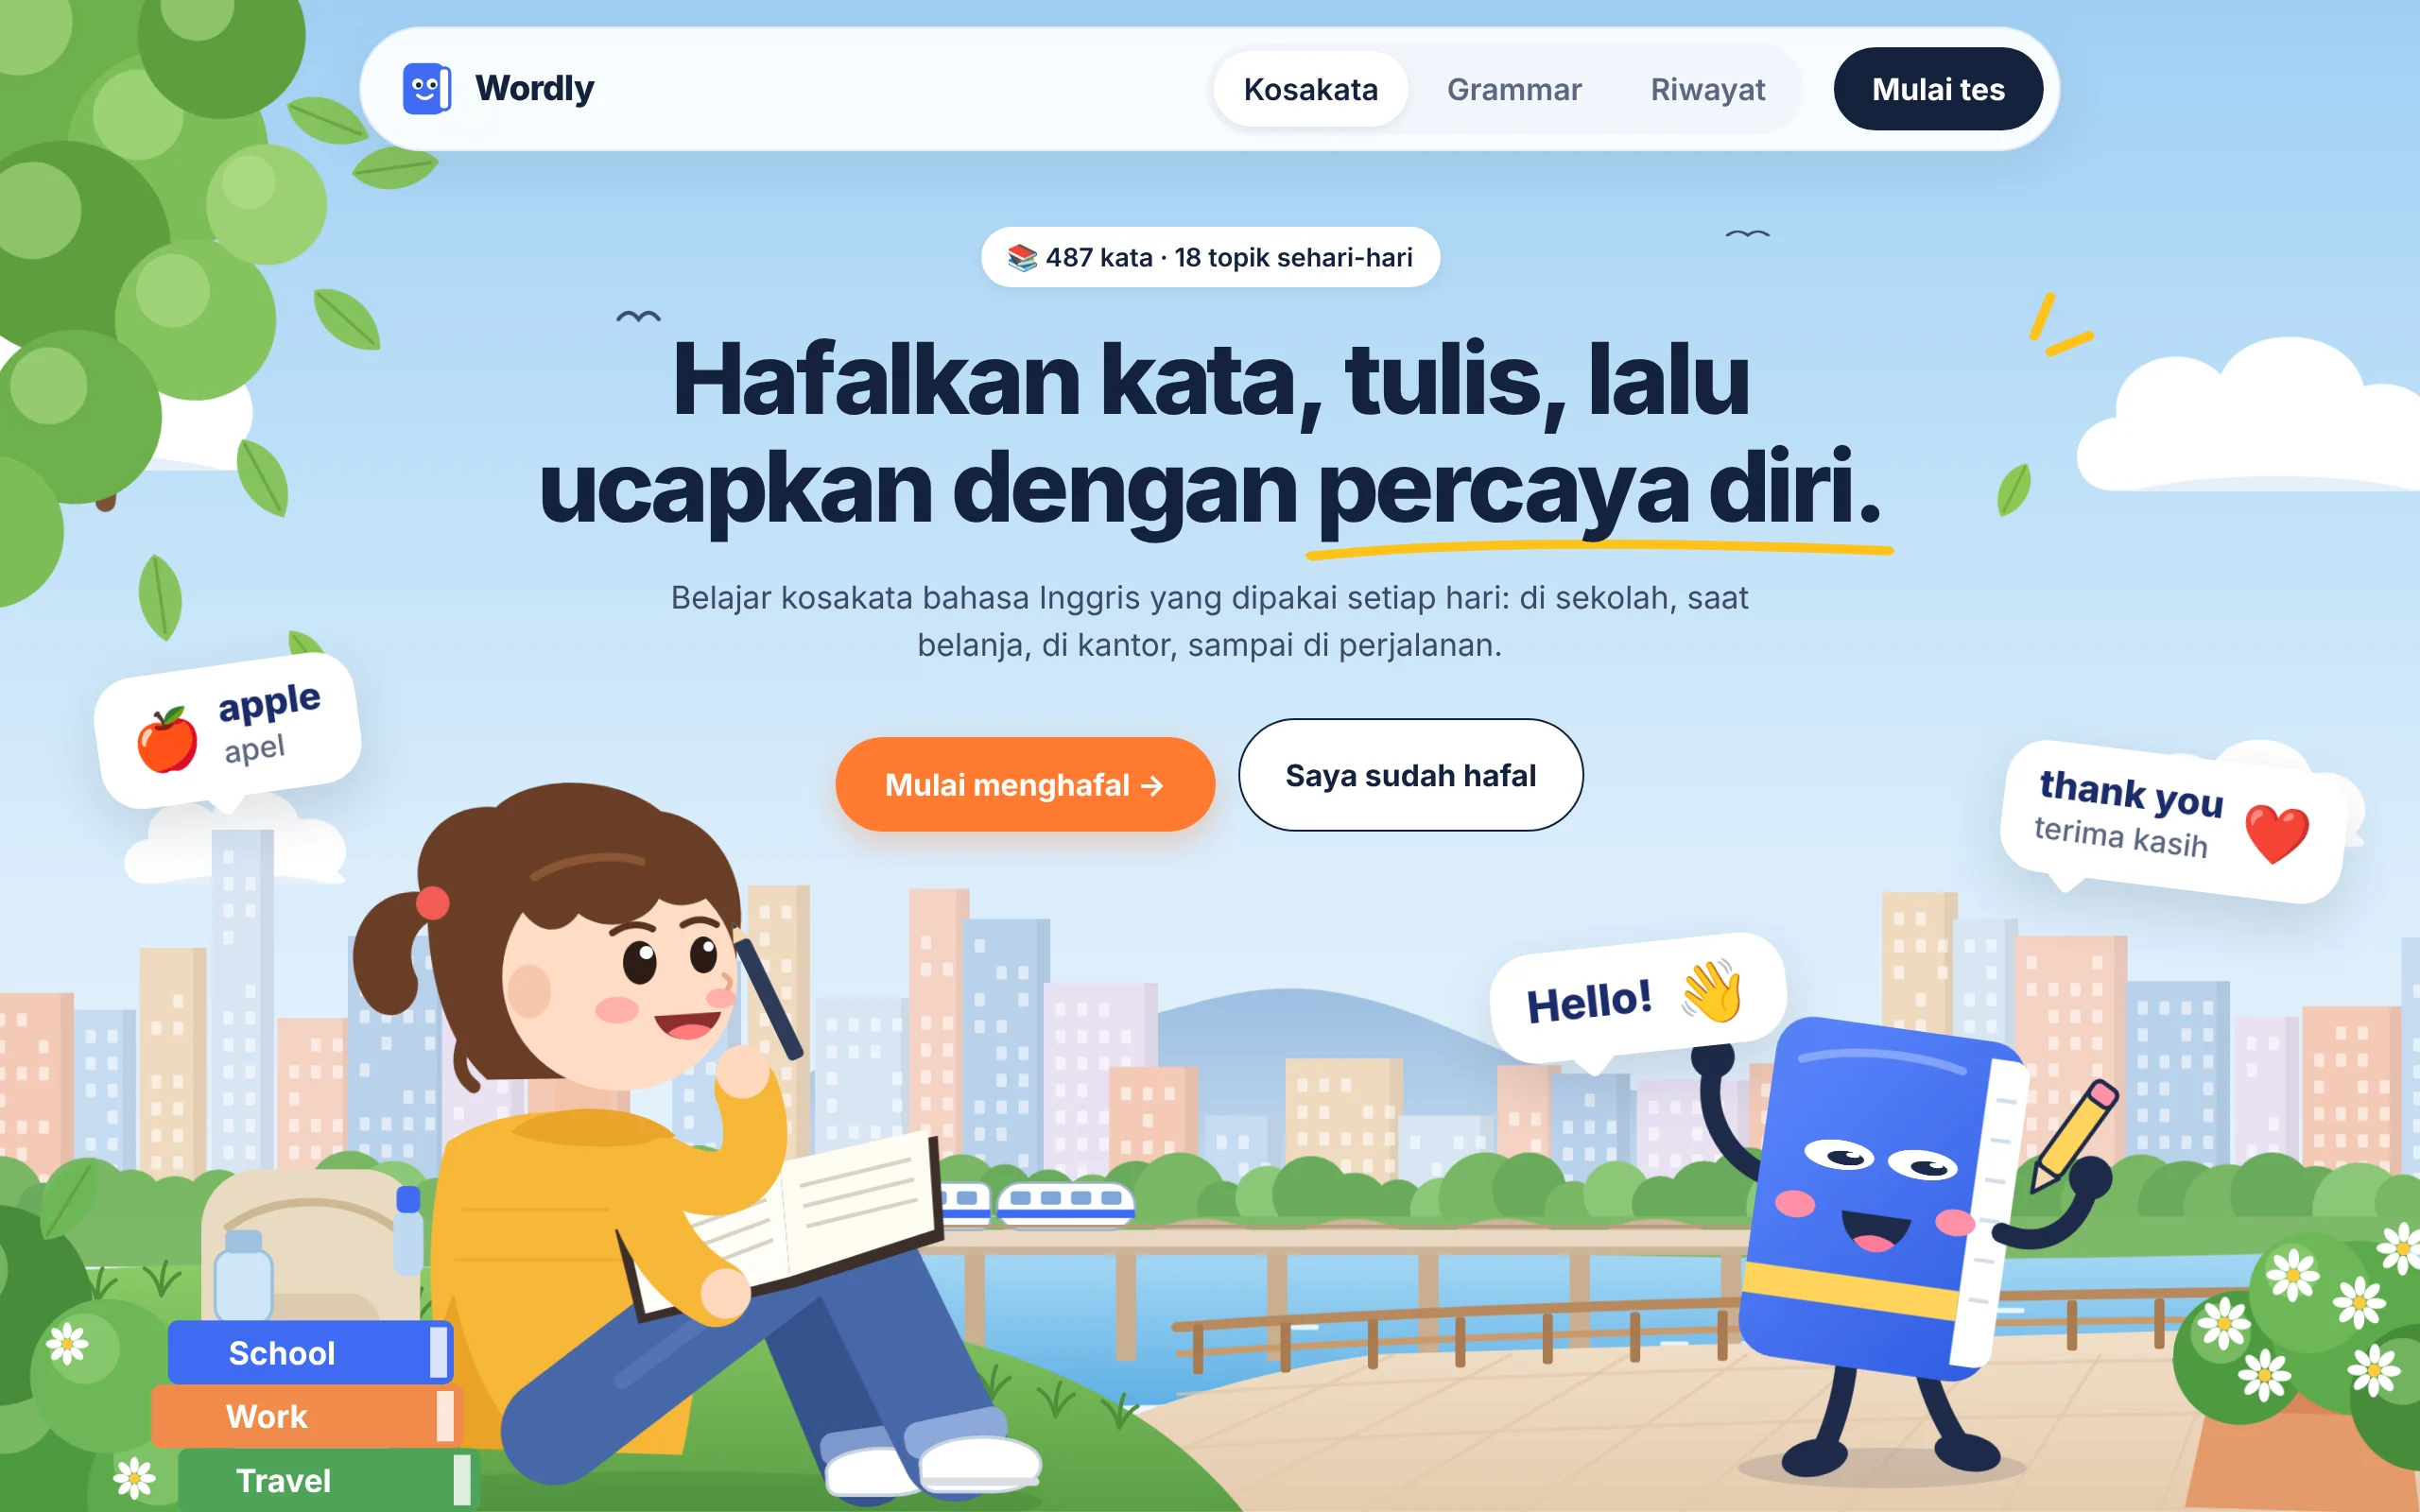 Wordly
Kosakata
Grammar
Riwayat
Mulai tes
📚 487 kata · 18 topik sehari-hari
Hafalkan kata, tulis, lalu
ucapkan dengan percaya diri.
Belajar kosakata bahasa Inggris yang dipakai setiap hari: di sekolah, saat
belanja, di kantor, sampai di perjalanan.
Mulai menghafal →
Saya sudah hafal
apple
apel
thank you
terima kasih
Hello!
School
Work
Travel